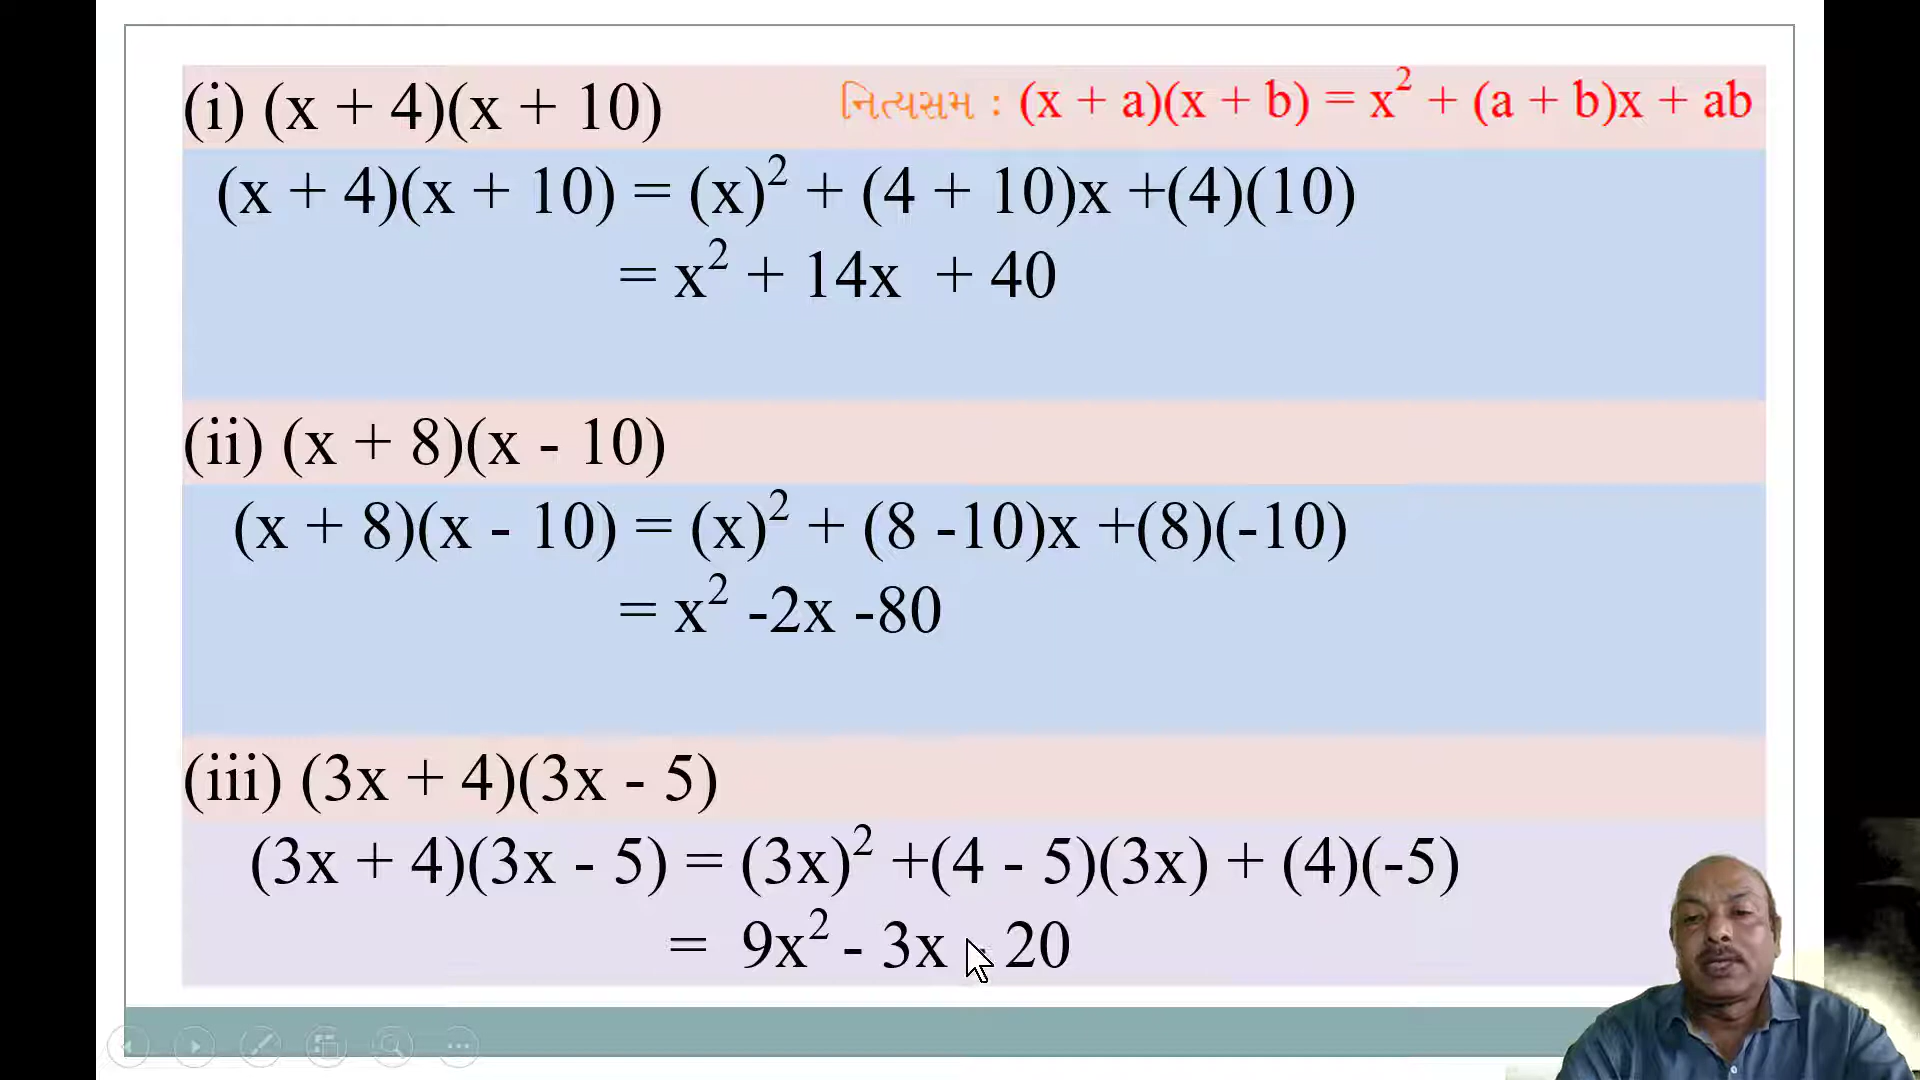 (i) (x + 4)(x + 10) નિત્યસમ : (x + a)(x + b) = x² + (a + b)x + ab
(x + 4)(x + 10) = (x)² + (4 + 10)x +(4)(10)
= x² + 14x + 40
(ii) (x + 8)(x - 10)
(x + 8)(x - 10) = (x)² + (8 -10)x +(8)(-10)
= x² -2x -80
(iii) (3x + 4)(3x - 5)
(3x + 4)(3x - 5) = (3x)² +(4 - 5)(3x) + (4)(-5)
= 9x² - 3x - 20